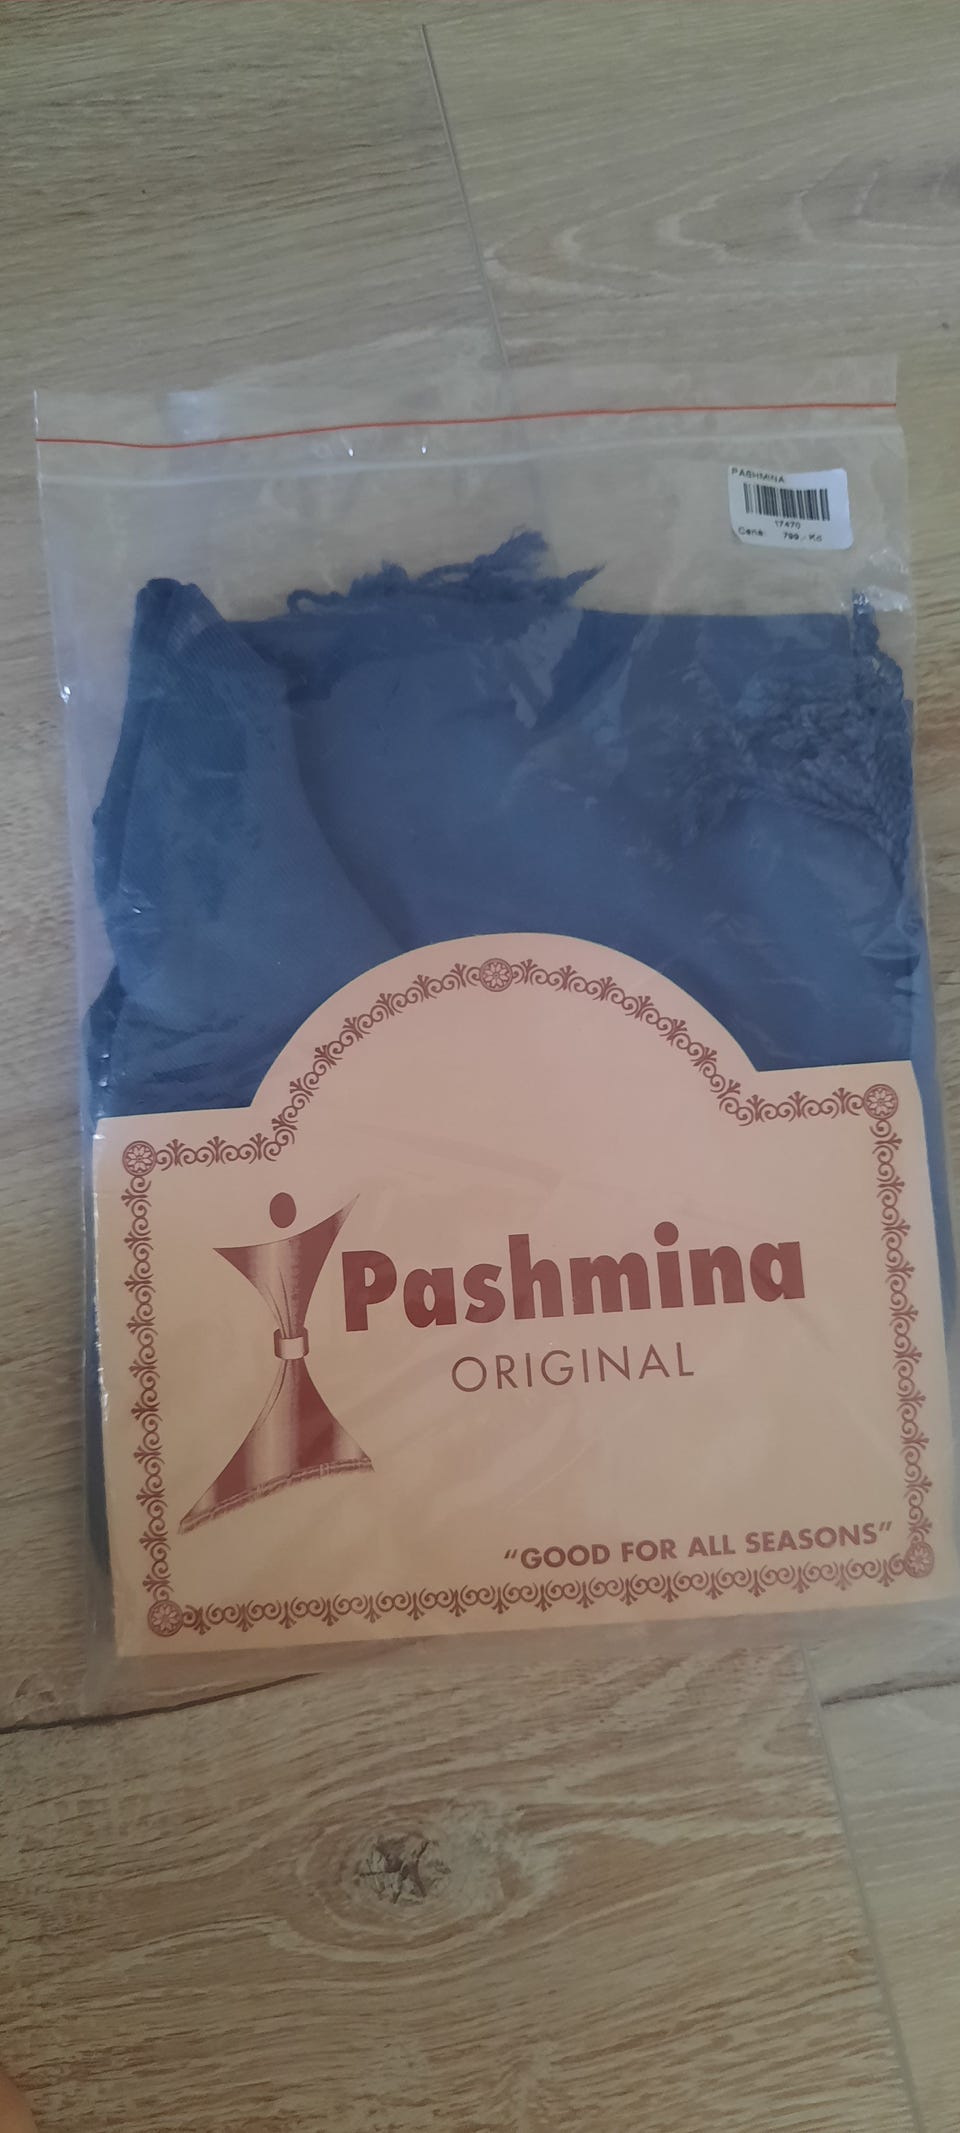 PASHMINA
17470
Cena: 799,- Kč
Pashmina
ORIGINAL
"GOOD FOR ALL SEASONS"